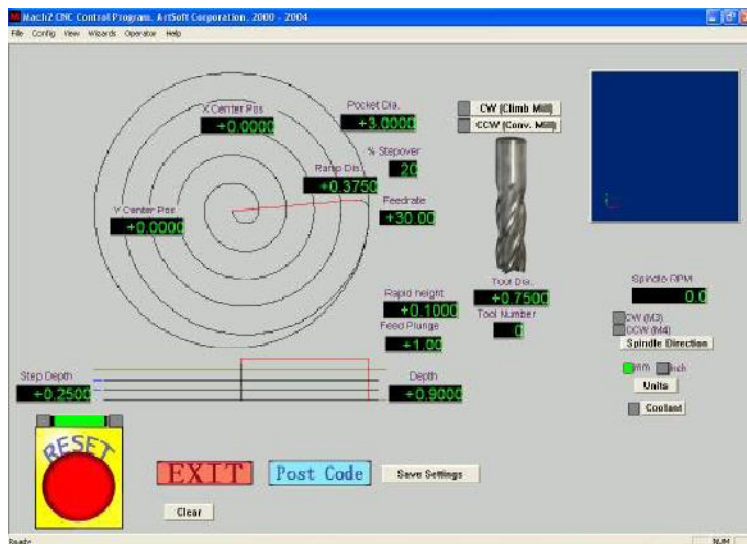 Mach2 CNC Control Program, ArtSoft Corporation, 2000 - 2004
File Config View Wizards Operator Help
X Center Pos
+0.0000
Pocket Dia.
+3.0000
CW (Climb Mill)
CCW (Conv. Mill)
% Stepover
20
Ramp Dis.
+0.3750
Feedrate
+30.00
Y Center Pos
+0.0000
Rapid height
+0.1000
Feed Plunge
+1.00
Tool Dia.
+0.7500
Tool Number
0
Spindle RPM
0.0
CW (M3)
CCW (M4)
Spindle Direction
mm Inch
Units
Coolant
Step Depth
+0.2500
Depth
+0.9000
RESET
EXIT
Post Code
Save Settings
Clear
Ready
NUM